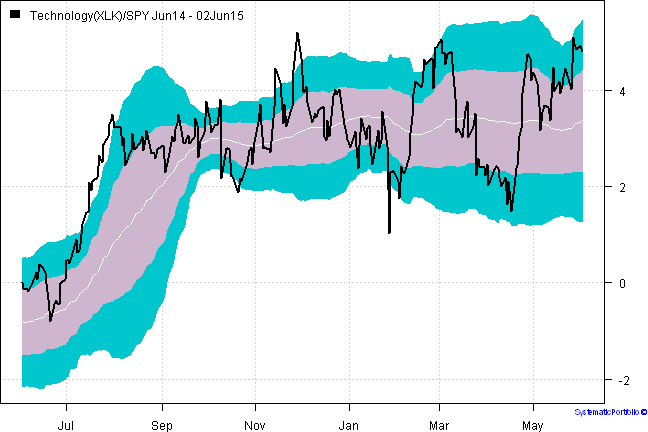 Technology(XLK)/SPY Jun14 - 02Jun15
4
2
0
-2
Jul Sep Nov Jan Mar May
SystematicPortfolio ©